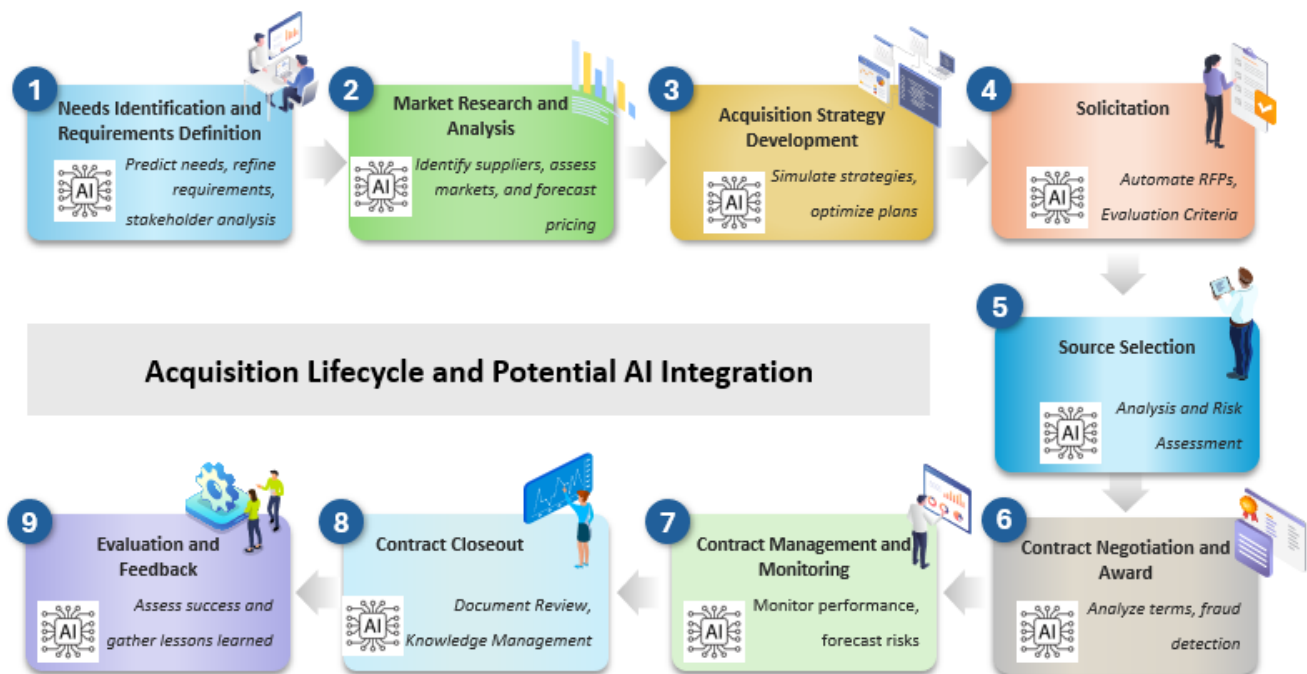 1
Needs Identification and
Requirements Definition
AI
Predict needs, refine
requirements,
stakeholder analysis
2
Market Research and
Analysis
AI
Identify suppliers, assess
markets, and forecast
pricing
3
Acquisition Strategy
Development
AI
Simulate strategies,
optimize plans
4
Solicitation
AI
Automate RFPs,
Evaluation Criteria
5
Source Selection
AI
Analysis and Risk
Assessment
Acquisition Lifecycle and Potential AI Integration
6
Contract Negotiation and
Award
AI
Analyze terms, fraud
detection
7
Contract Management and
Monitoring
AI
Monitor performance,
forecast risks
8
Contract Closeout
AI
Document Review,
Knowledge Management
9
Evaluation and
Feedback
AI
Assess success and
gather lessons learned